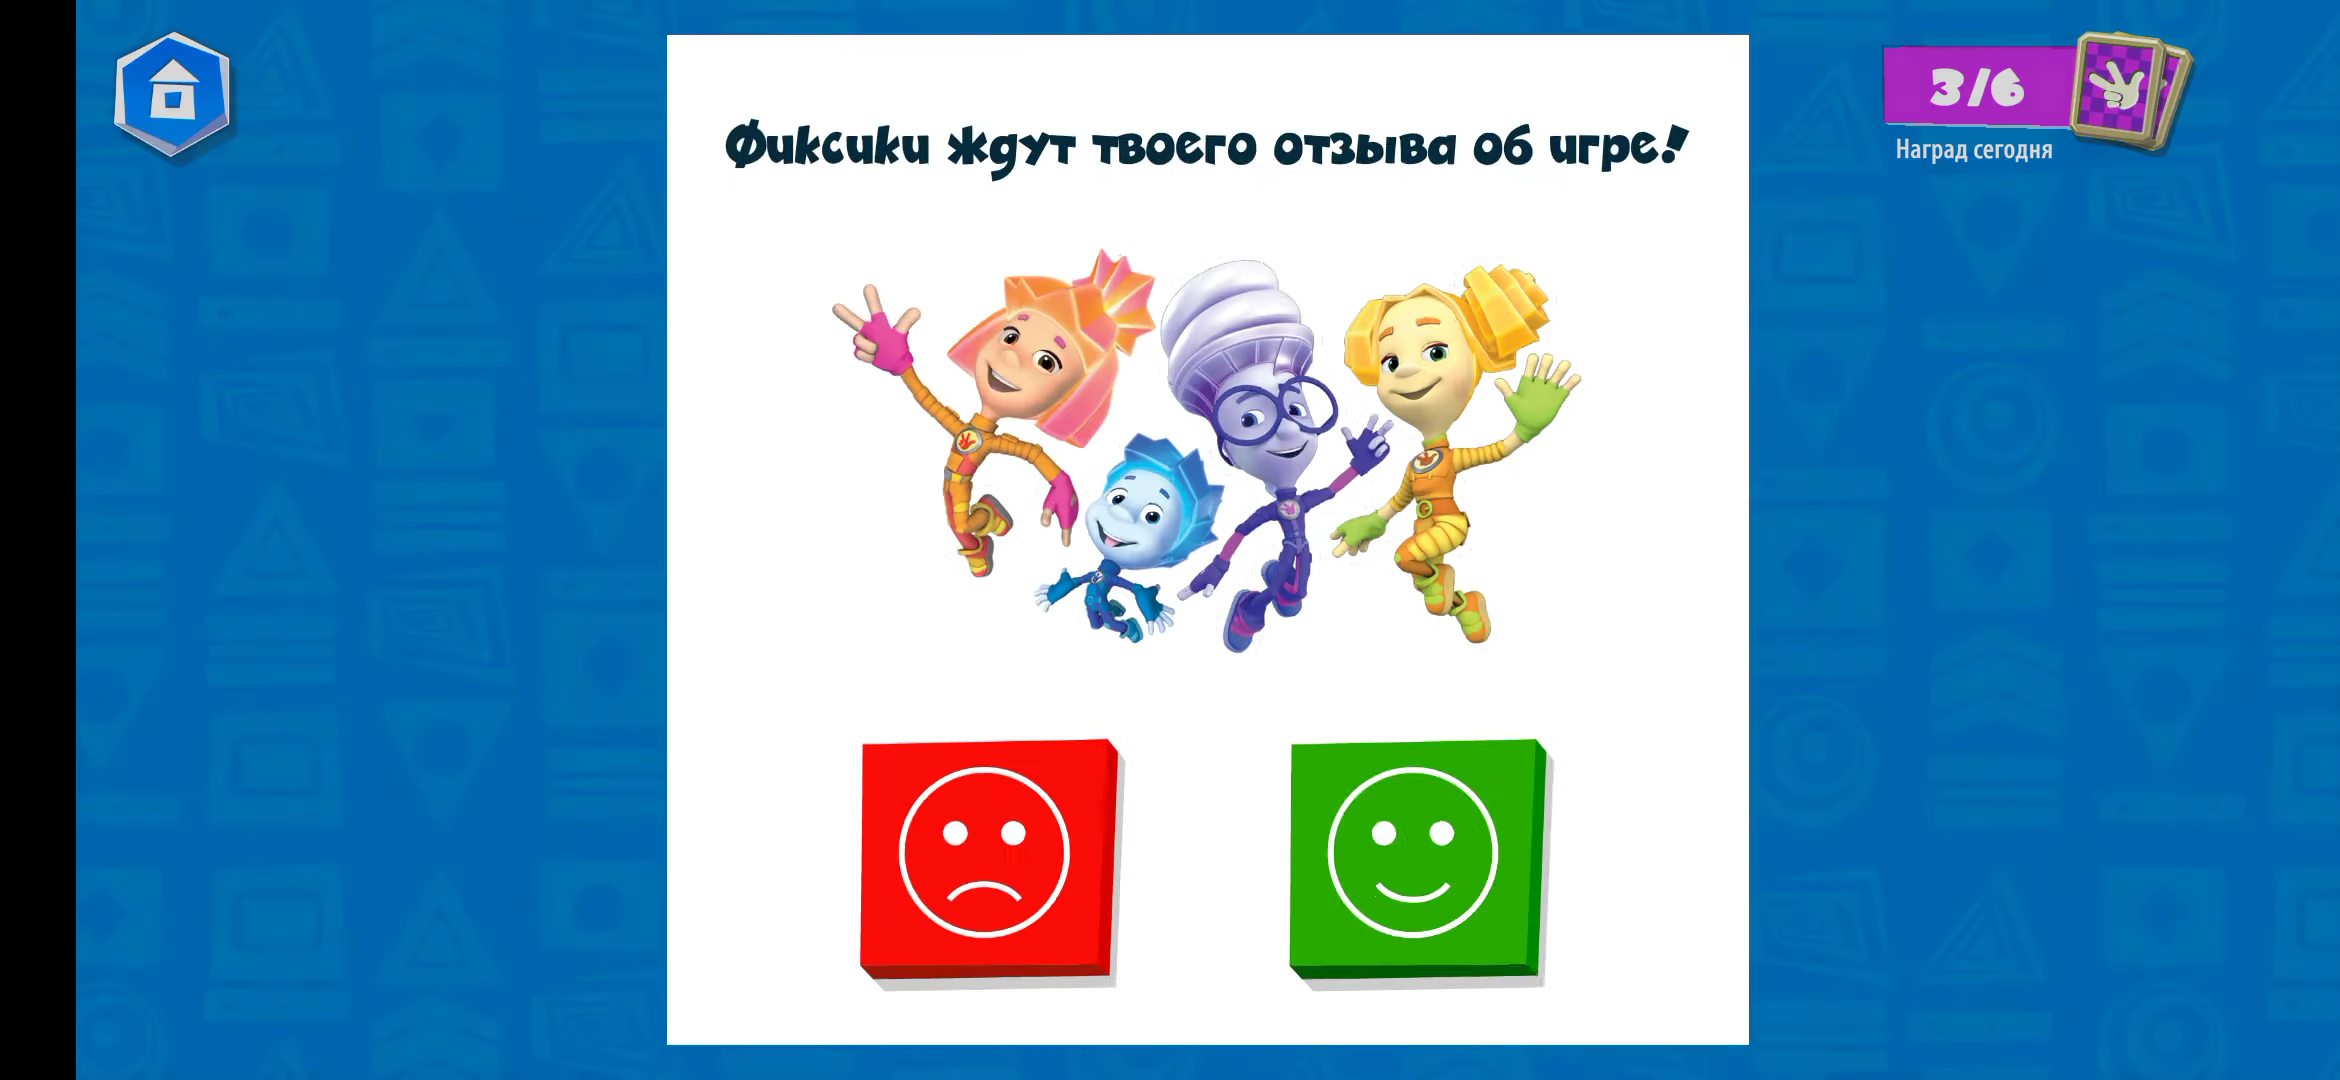 Фиксики ждут твоего отзыва об игре!
3/6
Наград сегодня